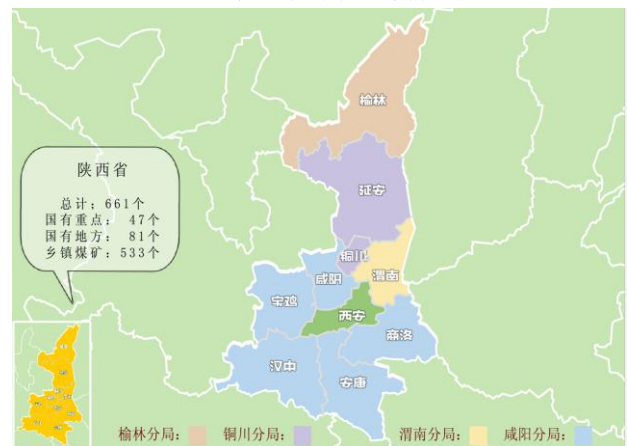 榆林
延安
铜川
渭南
咸阳
宝鸡
西安
商洛
汉中
安康
陕西省
总计：661个
国有重点： 47个
国有地方： 81个
乡镇煤矿：533个
榆林分局： 铜川分局： 渭南分局： 咸阳分局：